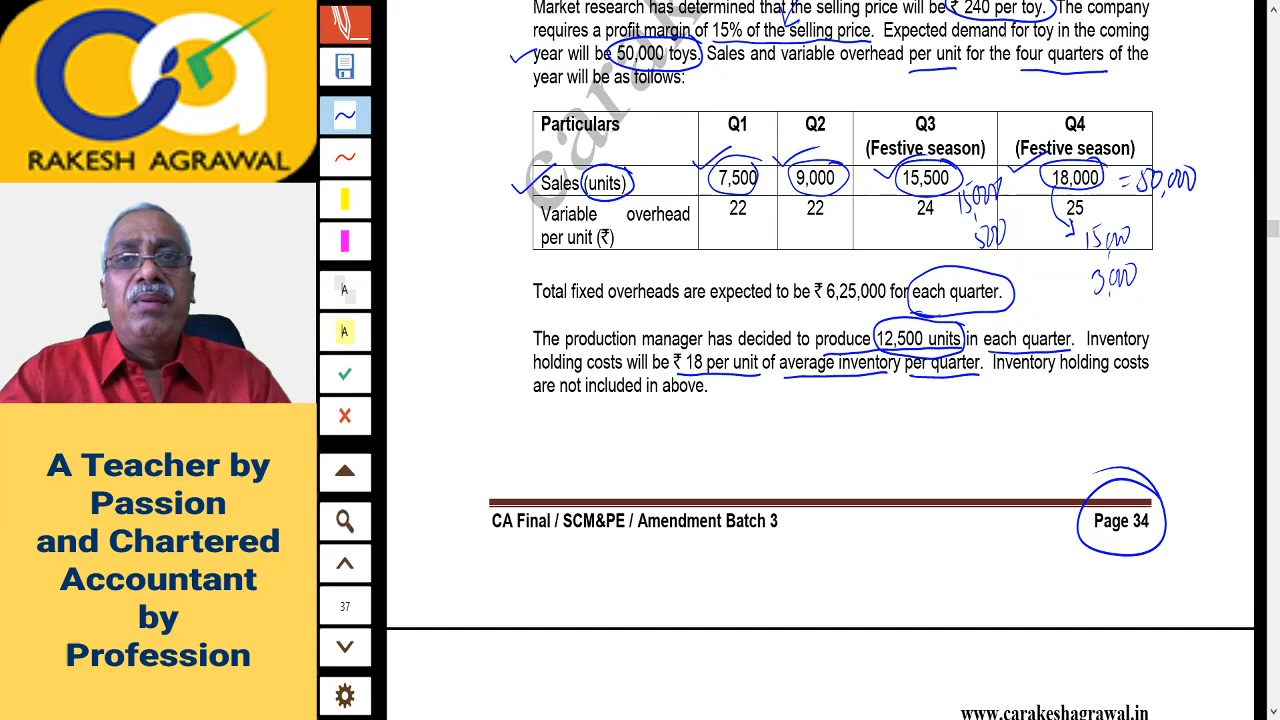 Market research has determined that the selling price will be ₹ 240 per toy. The company
requires a profit margin of 15% of the selling price. Expected demand for toy in the coming
year will be 50,000 toys. Sales and variable overhead per unit for the four quarters of the
year will be as follows:
RAKESH AGRAWAL
Particulars Q1 Q2 Q3 (Festive season) Q4 (Festive season)
Sales (units) 7,500 9,000 15,500 18,000 = 50,000
15,000
500
Variable overhead per unit (₹) 22 22 24 25
15,000
3,000
Total fixed overheads are expected to be ₹ 6,25,000 for each quarter.
The production manager has decided to produce 12,500 units in each quarter. Inventory
holding costs will be ₹ 18 per unit of average inventory per quarter. Inventory holding costs
are not included in above.
A Teacher by
Passion
and Chartered
Accountant
by
Profession
A
A
37
CA Final / SCM&PE / Amendment Batch 3 Page 34
www.carakeshagrawal.in